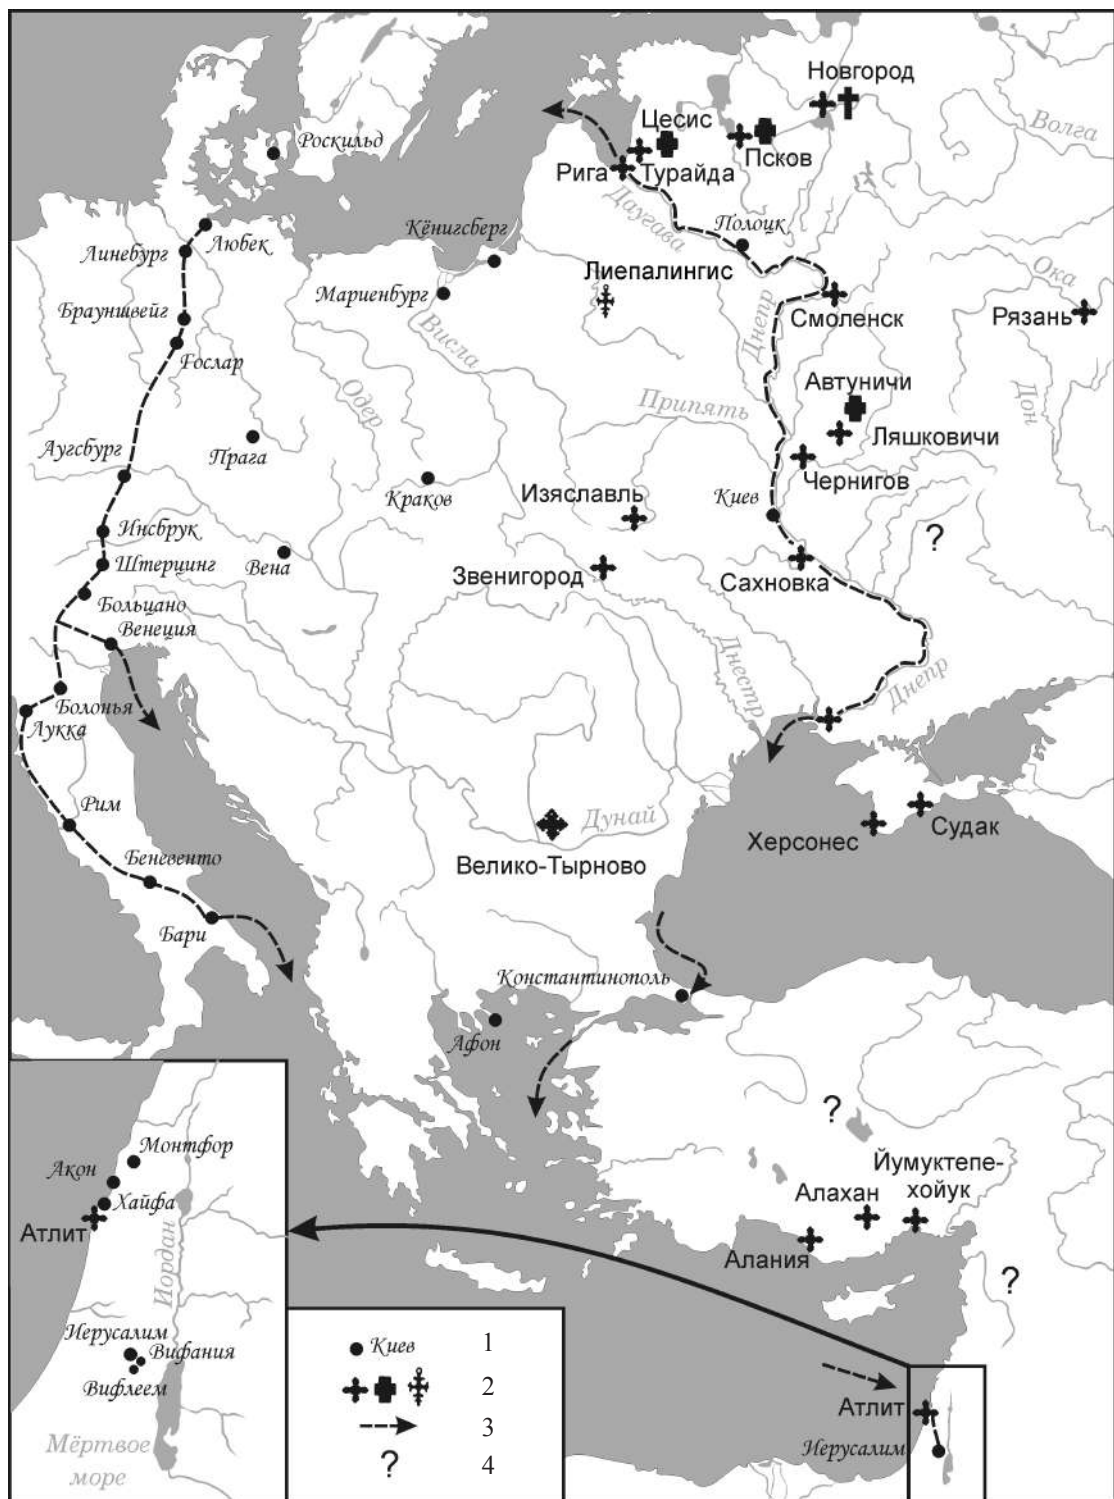 Новгород
Волга
Цесис
Роскильд
Псков
Рига
Турайда
Даугава
Полоцк
Любек
Линебург
Кёнигсберг
Лиепалингис
Ока
Мариенбург
Брауншвейг
Смоленск
Рязань
Днепр
Висла
Гослар
Автуничи
Одер
Припять
Дон
Ляшковичи
Прага
Аугсбург
Чернигов
Краков
Изяславль
Киев
Инсбрук
?
Штерцинг
Вена
Звенигород
Сахновка
Больцано
Венеция
Днестр
Днепр
Болонья
Лукка
Рим
Дунай
Херсонес
Судак
Велико-Тырново
Беневенто
Бари
Константинополь
Афон
?
Монтфор
Акон
Йумуктепе-
хойук
Хайфа
Алахан
Атлит
Алания
Иордан
?
Иерусалим
Вифания
Вифлеем
Киев 1
2
Атлит
3
Иерусалим
Мёртвое
море
? 4